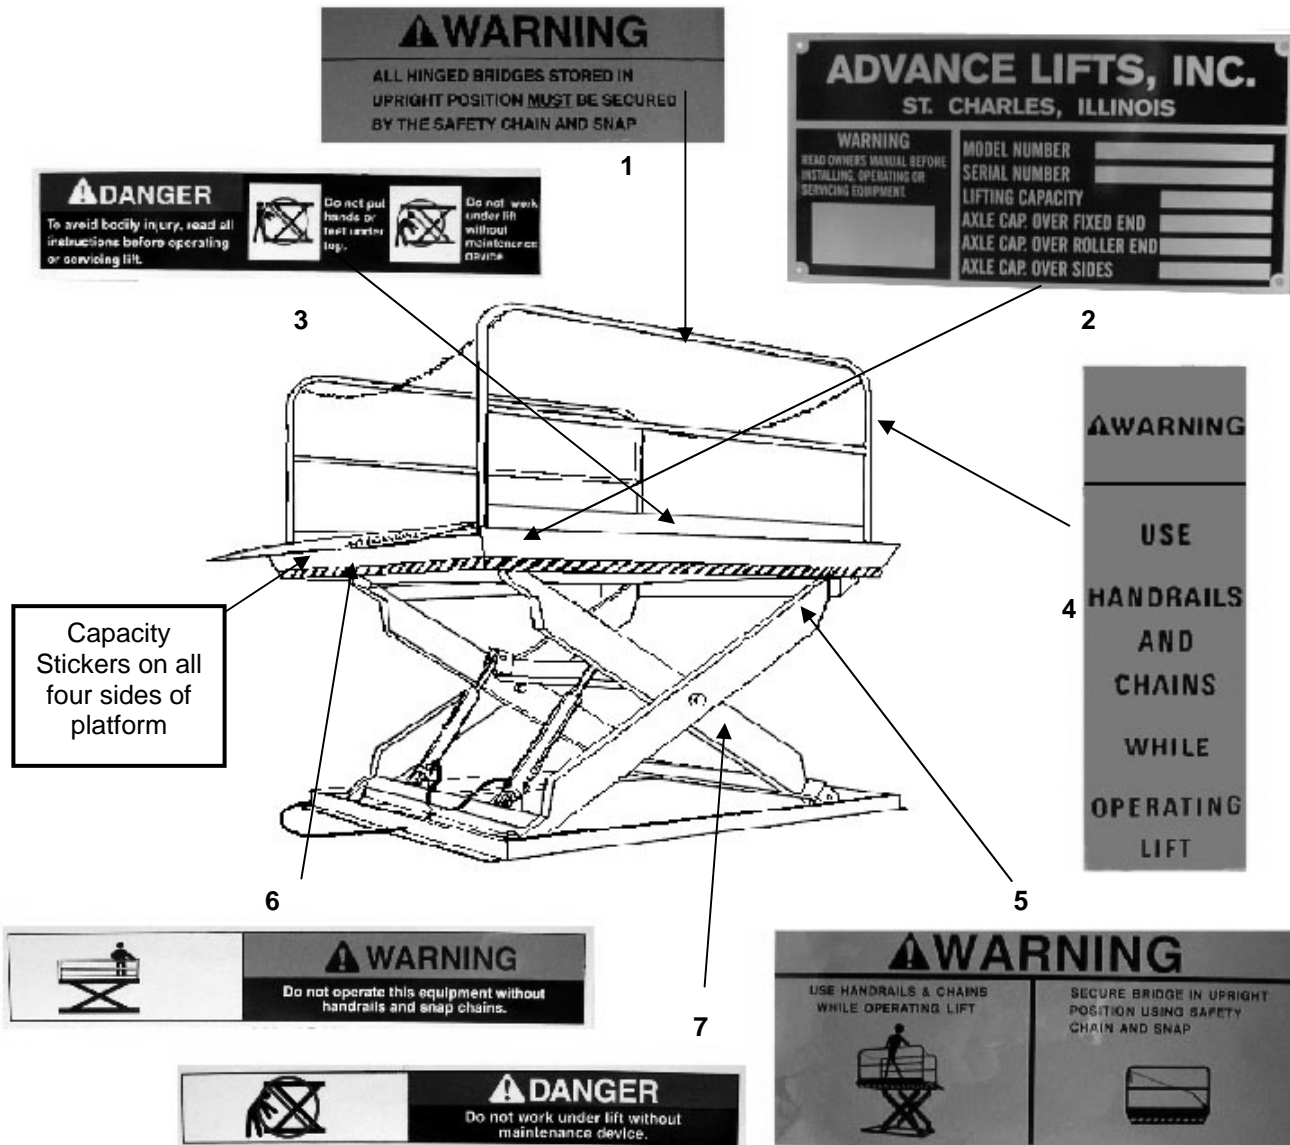 ⚠WARNING
ALL HINGED BRIDGES STORED IN
UPRIGHT POSITION MUST BE SECURED
BY THE SAFETY CHAIN AND SNAP
1
ADVANCE LIFTS, INC.
ST. CHARLES, ILLINOIS
WARNING
READ OWNERS MANUAL BEFORE
INSTALLING, OPERATING OR
SERVICING EQUIPMENT.
MODEL NUMBER
SERIAL NUMBER
LIFTING CAPACITY
AXLE CAP. OVER FIXED END
AXLE CAP. OVER ROLLER END
AXLE CAP. OVER SIDES
2
⚠DANGER
To avoid bodily injury, read all
instructions before operating
or servicing lift.
Do not put
hands or
feet under
top.
Do not work
under lift
without
maintenance
device
3
⚠WARNING
USE
HANDRAILS
AND
CHAINS
WHILE
OPERATING
LIFT
4
Capacity
Stickers on all
four sides of
platform
6
⚠WARNING
Do not operate this equipment without
handrails and snap chains.
5
⚠WARNING
USE HANDRAILS & CHAINS
WHILE OPERATING LIFT
SECURE BRIDGE IN UPRIGHT
POSITION USING SAFETY
CHAIN AND SNAP
7
⚠DANGER
Do not work under lift without
maintenance device.